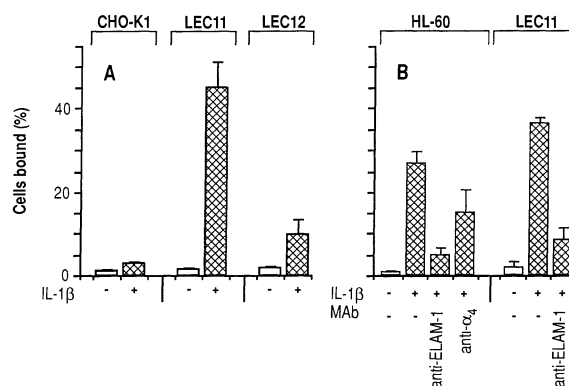 CHO-K1 LEC11 LEC12 HL-60 LEC11
A B
Cells bound (%)
40
20
0
IL-1β - + - + - + IL-1β - + + + - + +
MAb - - anti-ELAM-1 anti-α4 - - anti-ELAM-1